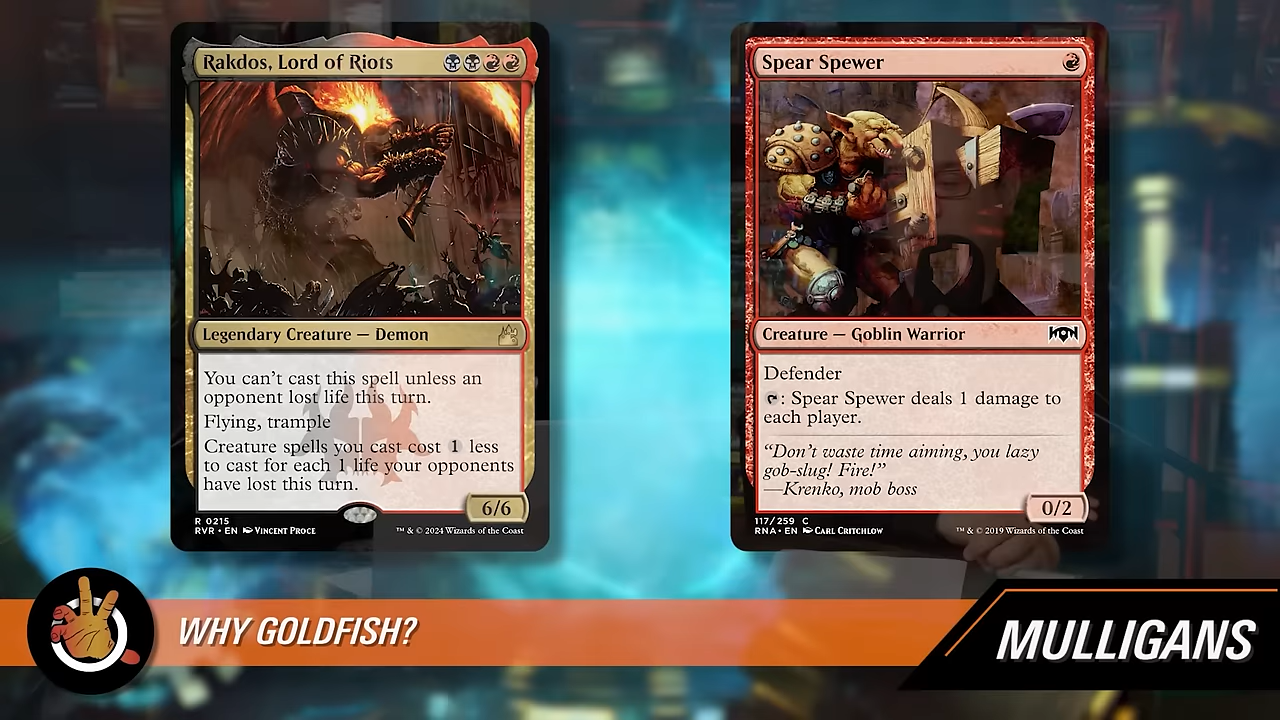 Rakdos, Lord of Riots
Legendary Creature — Demon
You can't cast this spell unless an
opponent lost life this turn.
Flying, trample
Creature spells you cast cost 1 less
to cast for each 1 life your opponents
have lost this turn.
6/6
R 0215
RVR • EN Vincent Proce
™ & © 2024 Wizards of the Coast
Spear Spewer
Creature — Goblin Warrior
Defender
: Spear Spewer deals 1 damage to
each player.
“Don't waste time aiming, you lazy
gob-slug! Fire!”
—Krenko, mob boss
0/2
117/259 C
RNA • EN Carl Critchlow
™ & © 2019 Wizards of the Coast
WHY GOLDFISH?
MULLIGANS